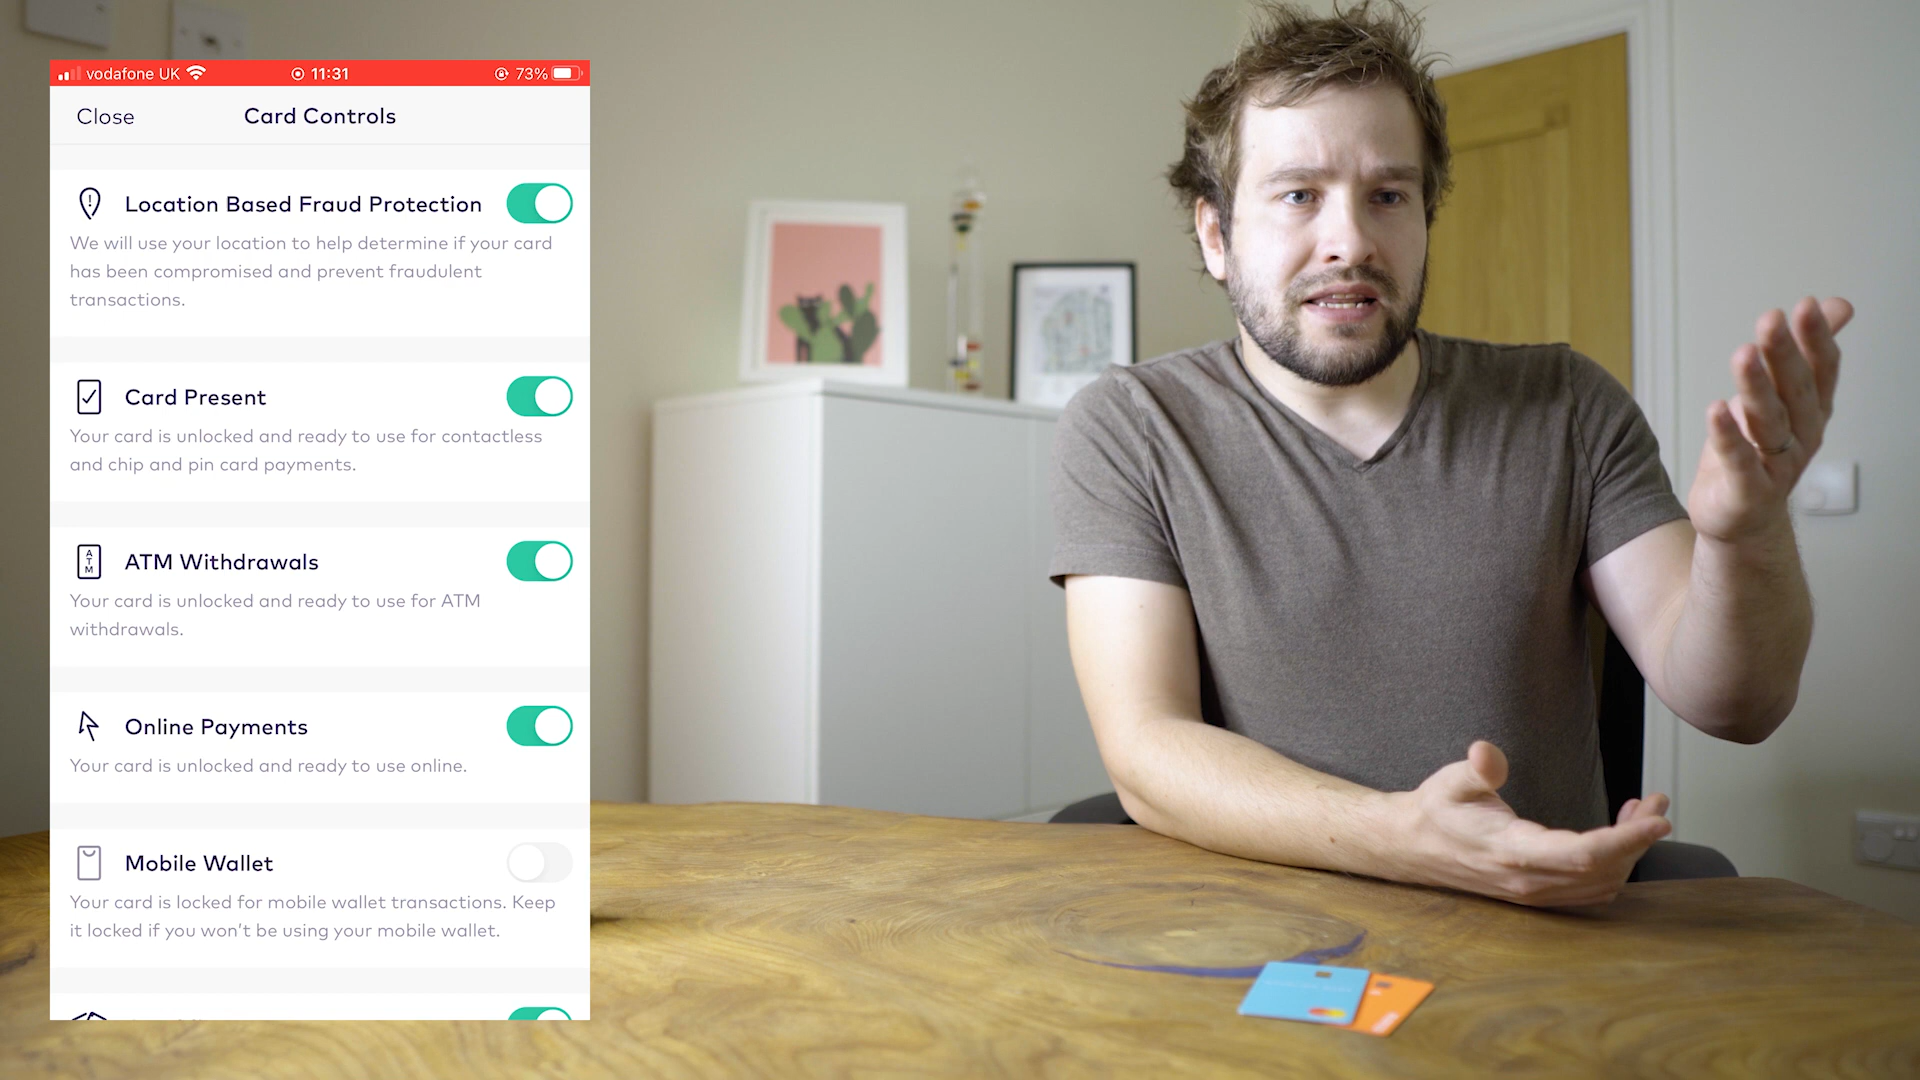 vodafone UK 11:31 73%
Close Card Controls
Location Based Fraud Protection
We will use your location to help determine if your card
has been compromised and prevent fraudulent
transactions.
Card Present
Your card is unlocked and ready to use for contactless
and chip and pin card payments.
ATM Withdrawals
Your card is unlocked and ready to use for ATM
withdrawals.
Online Payments
Your card is unlocked and ready to use online.
Mobile Wallet
Your card is locked for mobile wallet transactions. Keep
it locked if you won't be using your mobile wallet.